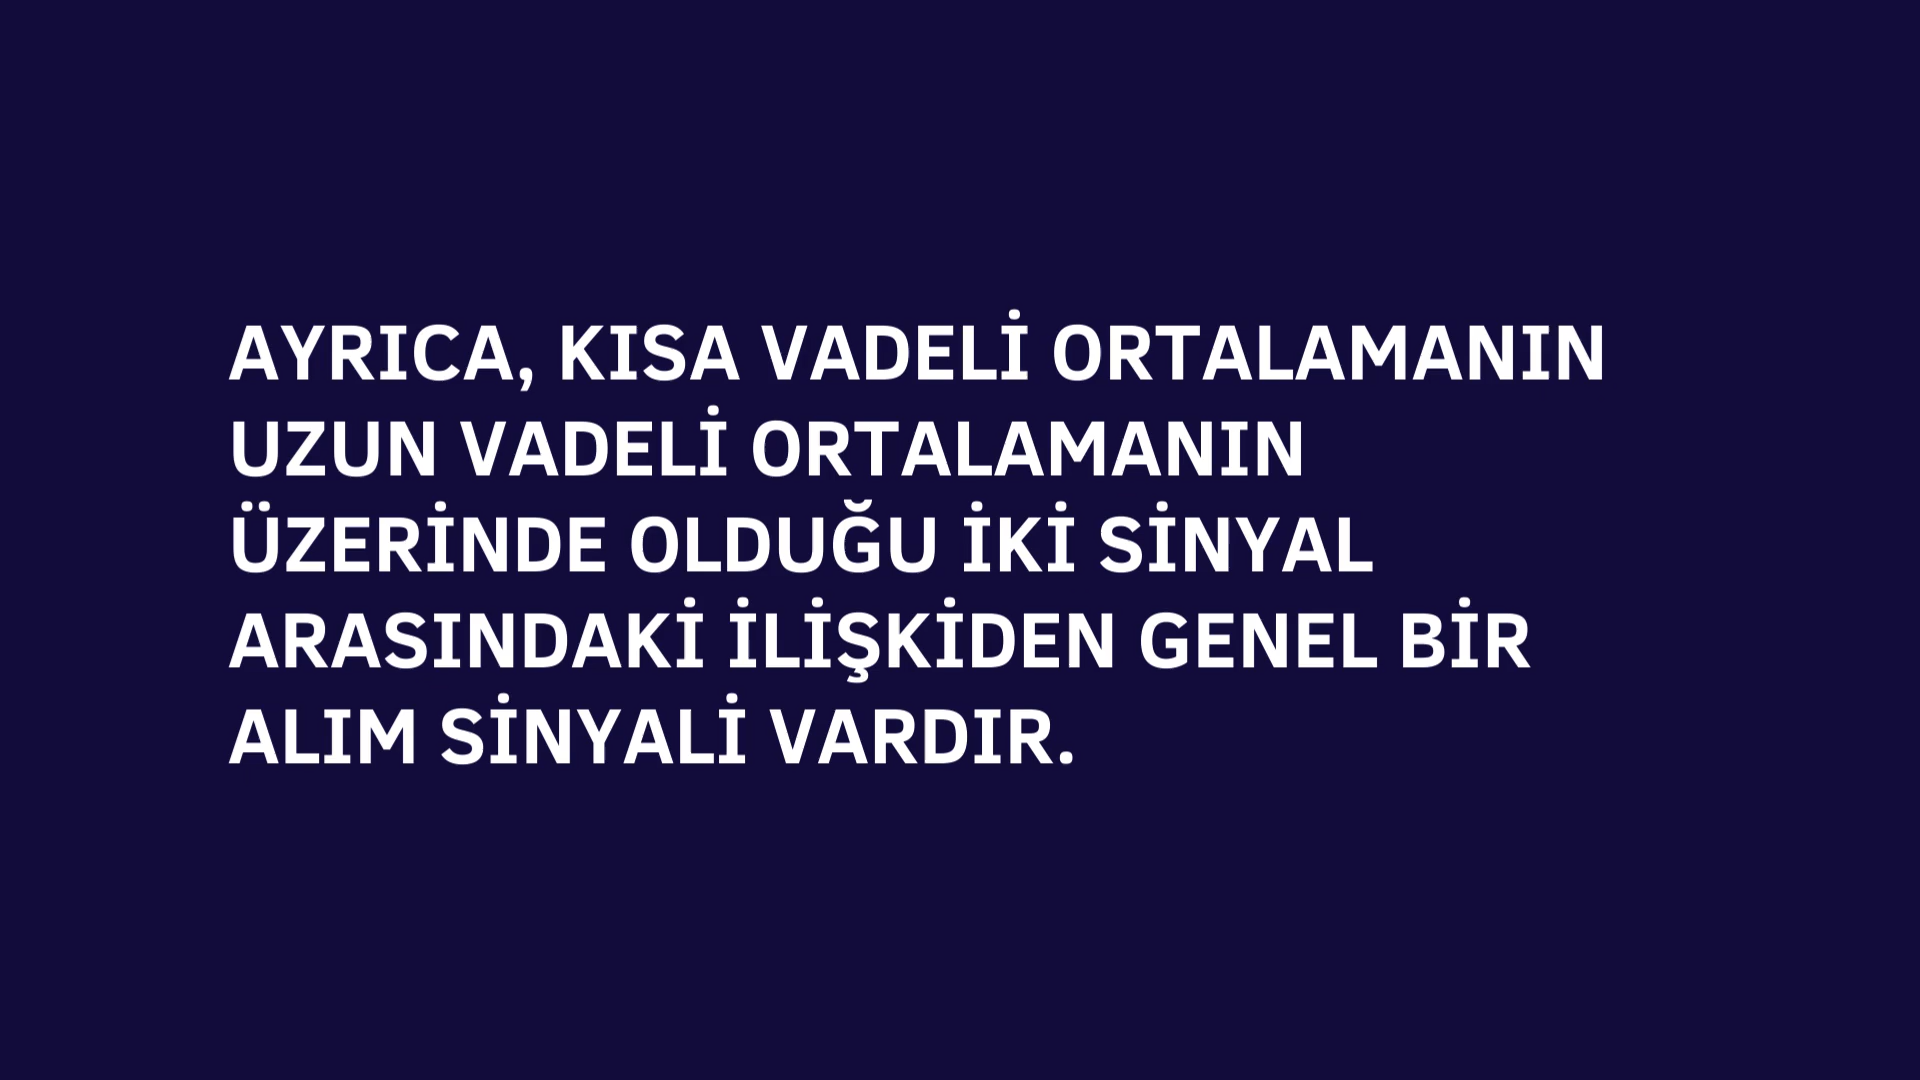 AYRICA, KISA VADELİ ORTALAMANIN
UZUN VADELİ ORTALAMANIN
ÜZERİNDE OLDUĞU İKİ SİNYAL
ARASINDAKİ İLİŞKİDEN GENEL BİR
ALIM SİNYALİ VARDIR.